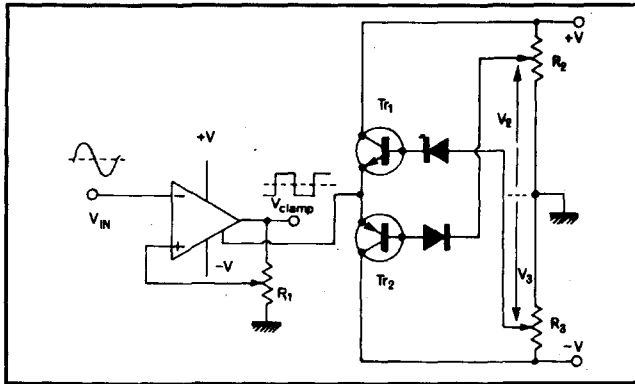 +V
R2
Tr1
V2
+V
Vclamp
VIN
+
−V
R1
Tr2
V3
R3
−V